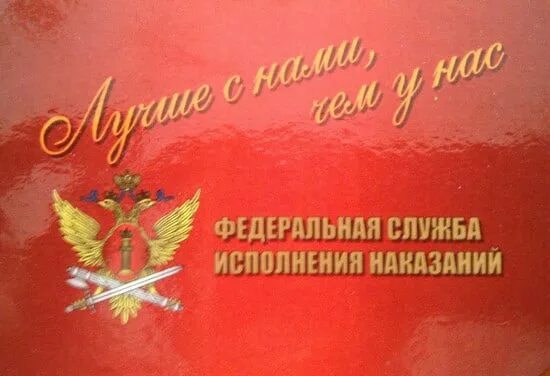 Лучше с нами,
чем у нас
ФЕДЕРАЛЬНАЯ СЛУЖБА
ИСПОЛНЕНИЯ НАКАЗАНИЙ